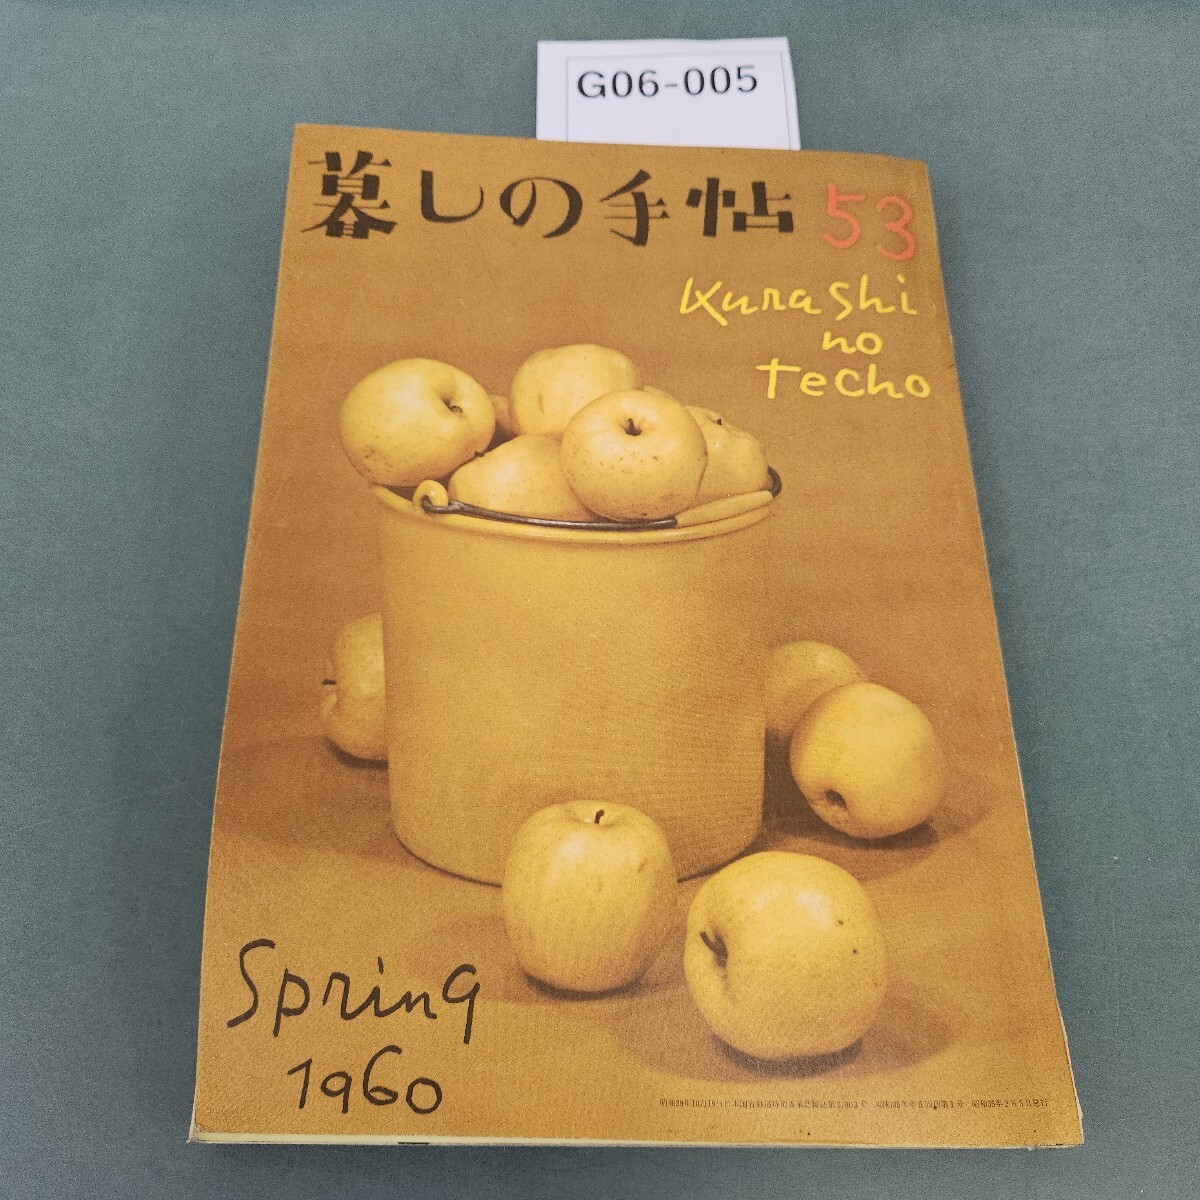 G06-005
暮しの手帖 53
Kurashi
no
Techo
Spring
1960